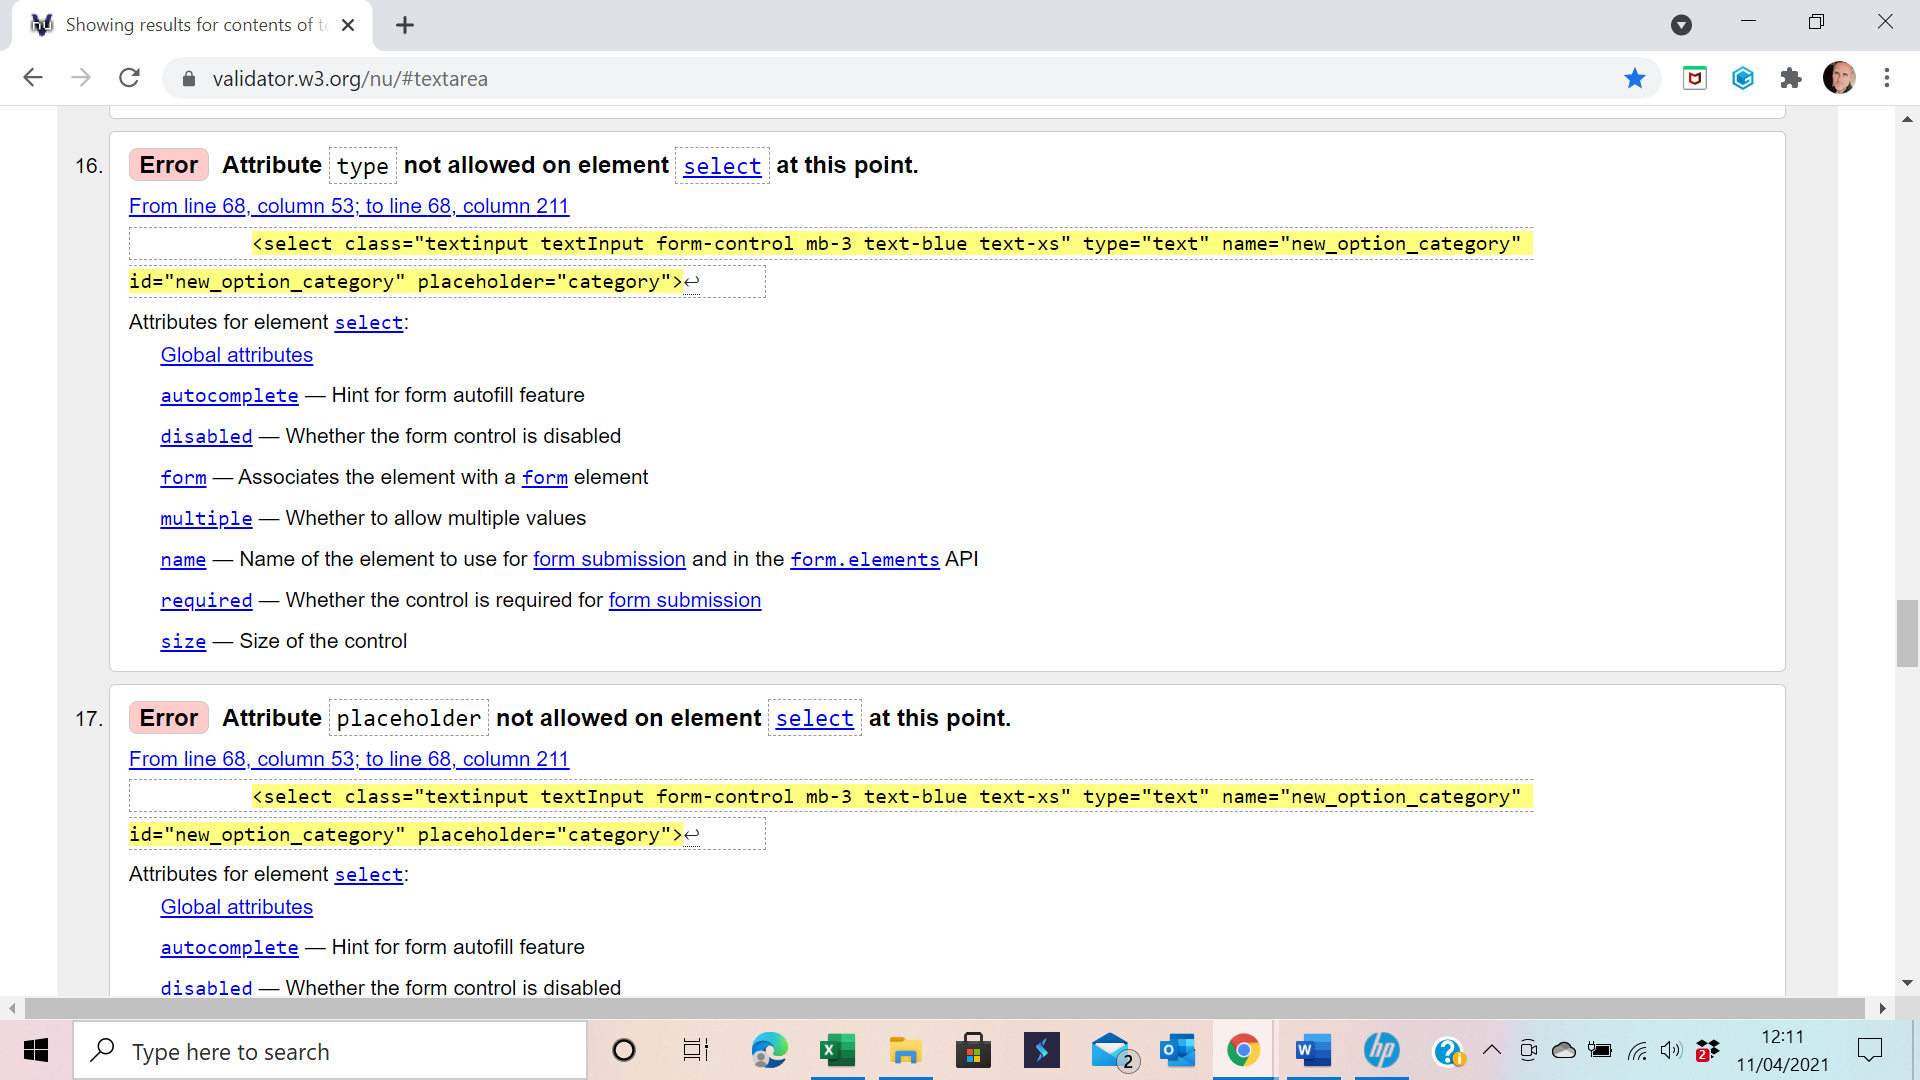 Showing results for contents of te
validator.w3.org/nu/#textarea
16. Error Attribute type not allowed on element select at this point.
From line 68, column 53; to line 68, column 211
<select class="textinput textInput form-control mb-3 text-blue text-xs" type="text" name="new_option_category"
id="new_option_category" placeholder="category">↩
Attributes for element select:
Global attributes
autocomplete — Hint for form autofill feature
disabled — Whether the form control is disabled
form — Associates the element with a form element
multiple — Whether to allow multiple values
name — Name of the element to use for form submission and in the form.elements API
required — Whether the control is required for form submission
size — Size of the control
17. Error Attribute placeholder not allowed on element select at this point.
From line 68, column 53; to line 68, column 211
<select class="textinput textInput form-control mb-3 text-blue text-xs" type="text" name="new_option_category"
id="new_option_category" placeholder="category">↩
Attributes for element select:
Global attributes
autocomplete — Hint for form autofill feature
disabled — Whether the form control is disabled
Type here to search
2
2
12:11
11/04/2021